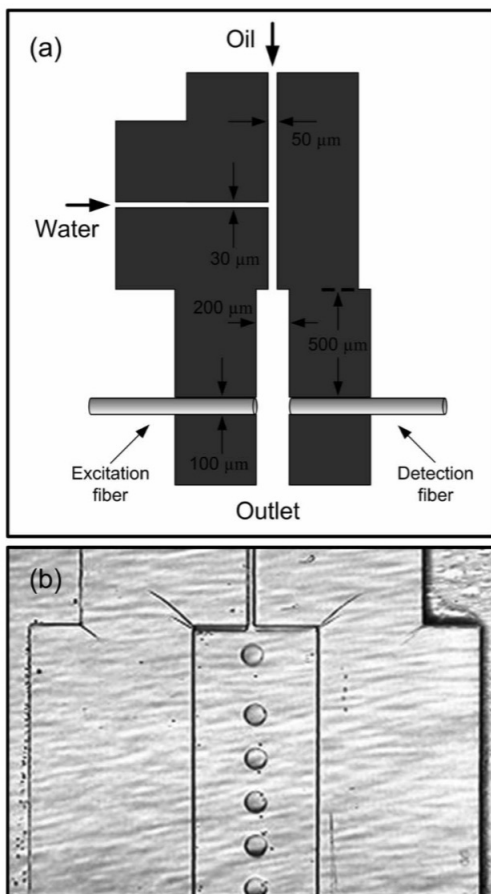 (a)
Oil
50 µm
Water
30 µm
200 µm
500 µm
100 µm
Excitation
fiber
Detection
fiber
Outlet
(b)